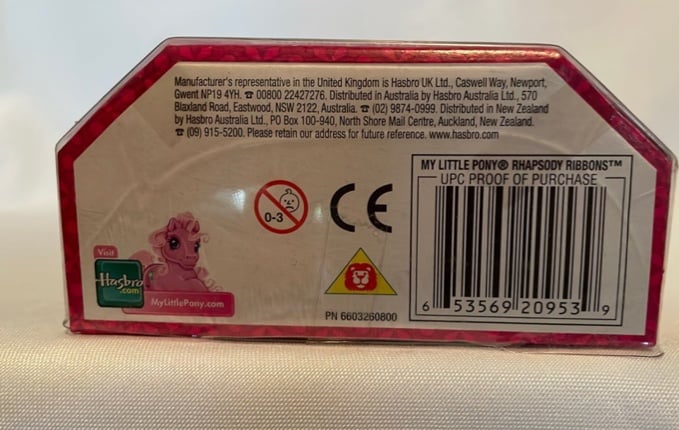 Manufacturer's representative in the United Kingdom is Hasbro UK Ltd., Caswell Way, Newport,
Gwent NP19 4YH. ☎ 00800 22427276. Distributed in Australia by Hasbro Australia Ltd., 570
Blaxland Road, Eastwood, NSW 2122, Australia. ☎ (02) 9874-0999. Distributed in New Zealand
by Hasbro Australia Ltd., PO Box 100-940, North Shore Mail Centre, Auckland, New Zealand.
☎ (09) 915-5200. Please retain our address for future reference. www.hasbro.com
MY LITTLE PONY® RHAPSODY RIBBONS™
UPC PROOF OF PURCHASE
0-3
CE
Visit
Hasbro
.com
MyLittlePony.com
PN 6603260800
6 53569 20953 9